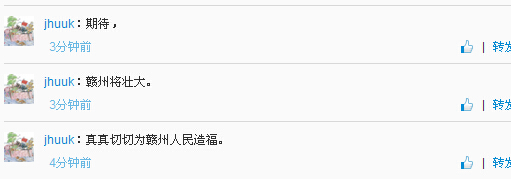 jhuuk：期待，
3分钟前
| 转发
jhuuk：赣州将壮大。
3分钟前
| 转发
jhuuk：真真切切为赣州人民造福。
4分钟前
| 转发